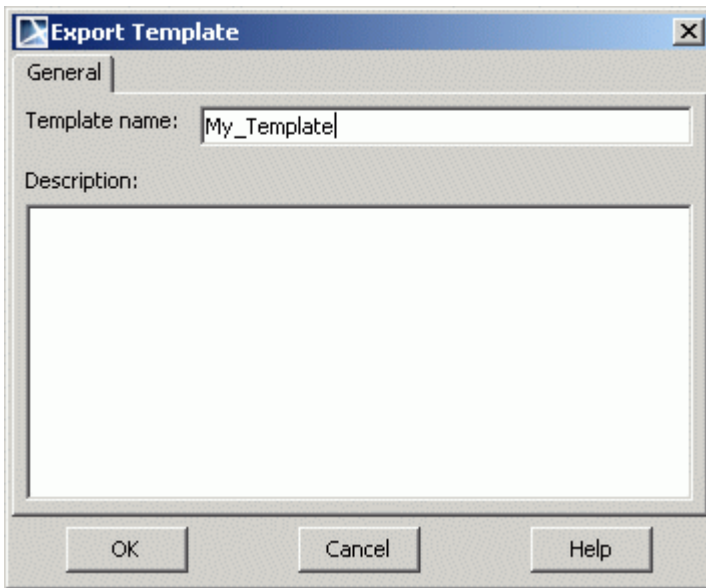 Export Template
General
Template name: My_Template
Description:
OK Cancel Help